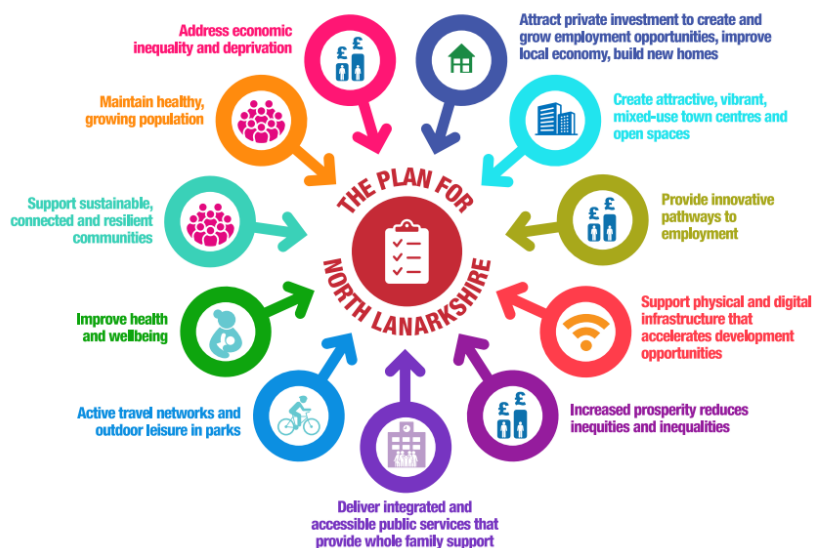 Address economic
inequality and deprivation
Attract private investment to create and
grow employment opportunities, improve
local economy, build new homes
Maintain healthy,
growing population
Create attractive, vibrant,
mixed-use town centres and
open spaces
Support sustainable,
connected and resilient
communities
Provide innovative
pathways to
employment
THE PLAN FOR
NORTH LANARKSHIRE
Improve health
and wellbeing
Support physical and digital
infrastructure that
accelerates development
opportunities
Active travel networks and
outdoor leisure in parks
Increased prosperity reduces
inequities and inequalities
Deliver integrated and
accessible public services that
provide whole family support
£ £
£ £
£ £